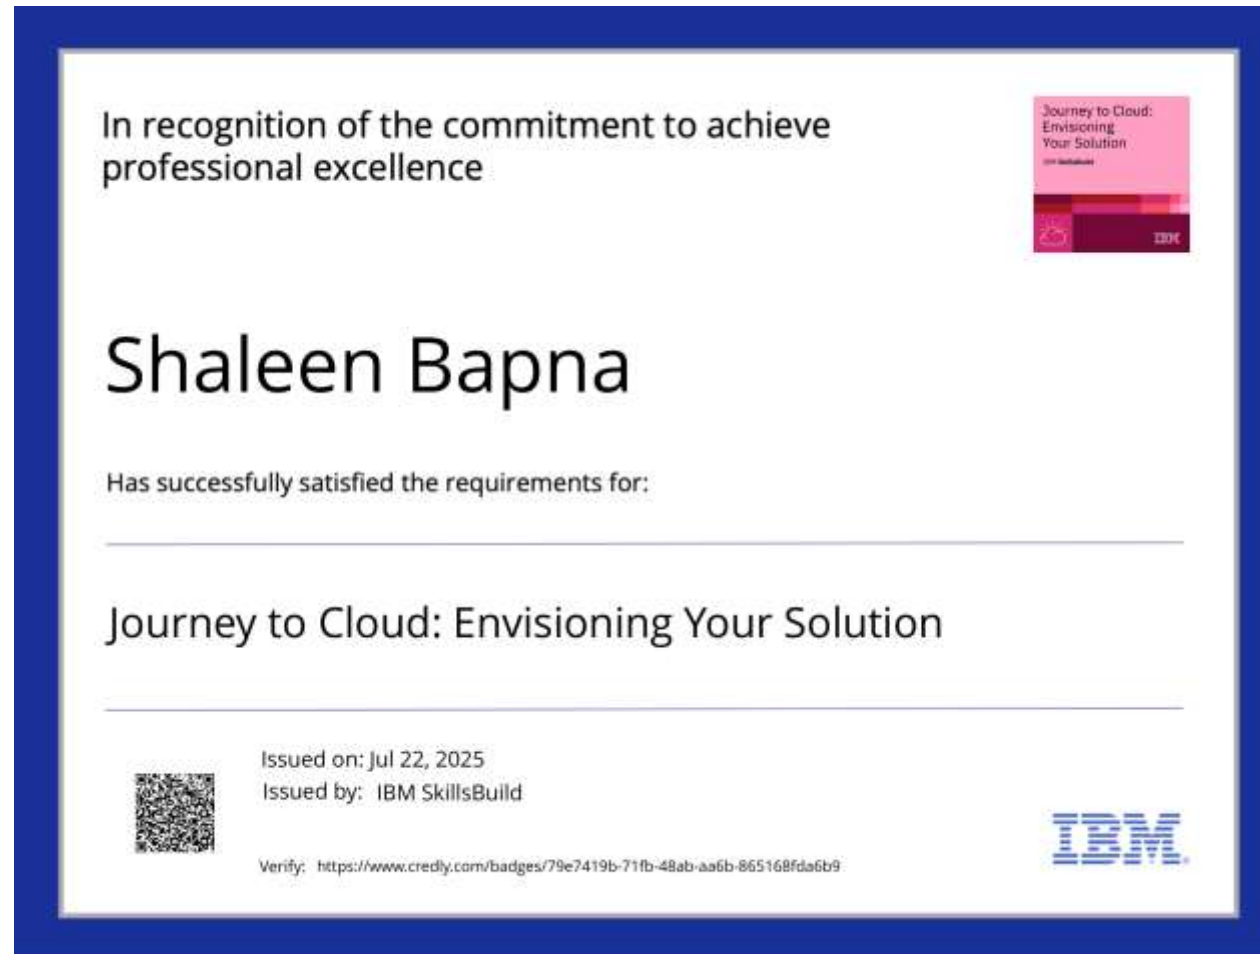 In recognition of the commitment to achieve
professional excellence
Journey to Cloud:
Envisioning
Your Solution
IBM SkillsBuild
IBM
Shaleen Bapna
Has successfully satisfied the requirements for:
Journey to Cloud: Envisioning Your Solution
Issued on: Jul 22, 2025
Issued by: IBM SkillsBuild
Verify: https://www.credly.com/badges/79e7419b-71fb-48ab-aa6b-865168fda6b9
IBM